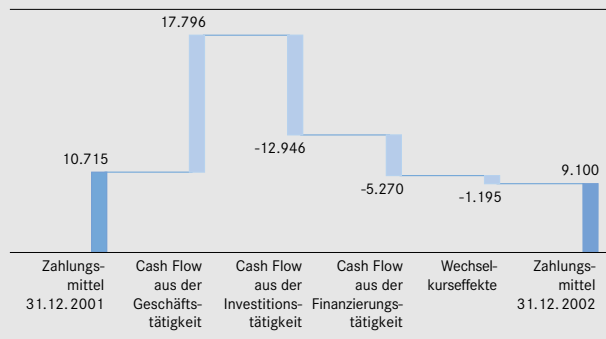 17.796
10.715
-12.946
-5.270
-1.195
9.100
Zahlungs-
mittel
31.12.2001
Cash Flow
aus der
Geschäfts-
tätigkeit
Cash Flow
aus der
Investitions-
tätigkeit
Cash Flow
aus der
Finanzierungs-
tätigkeit
Wechsel-
kurseffekte
Zahlungs-
mittel
31.12.2002